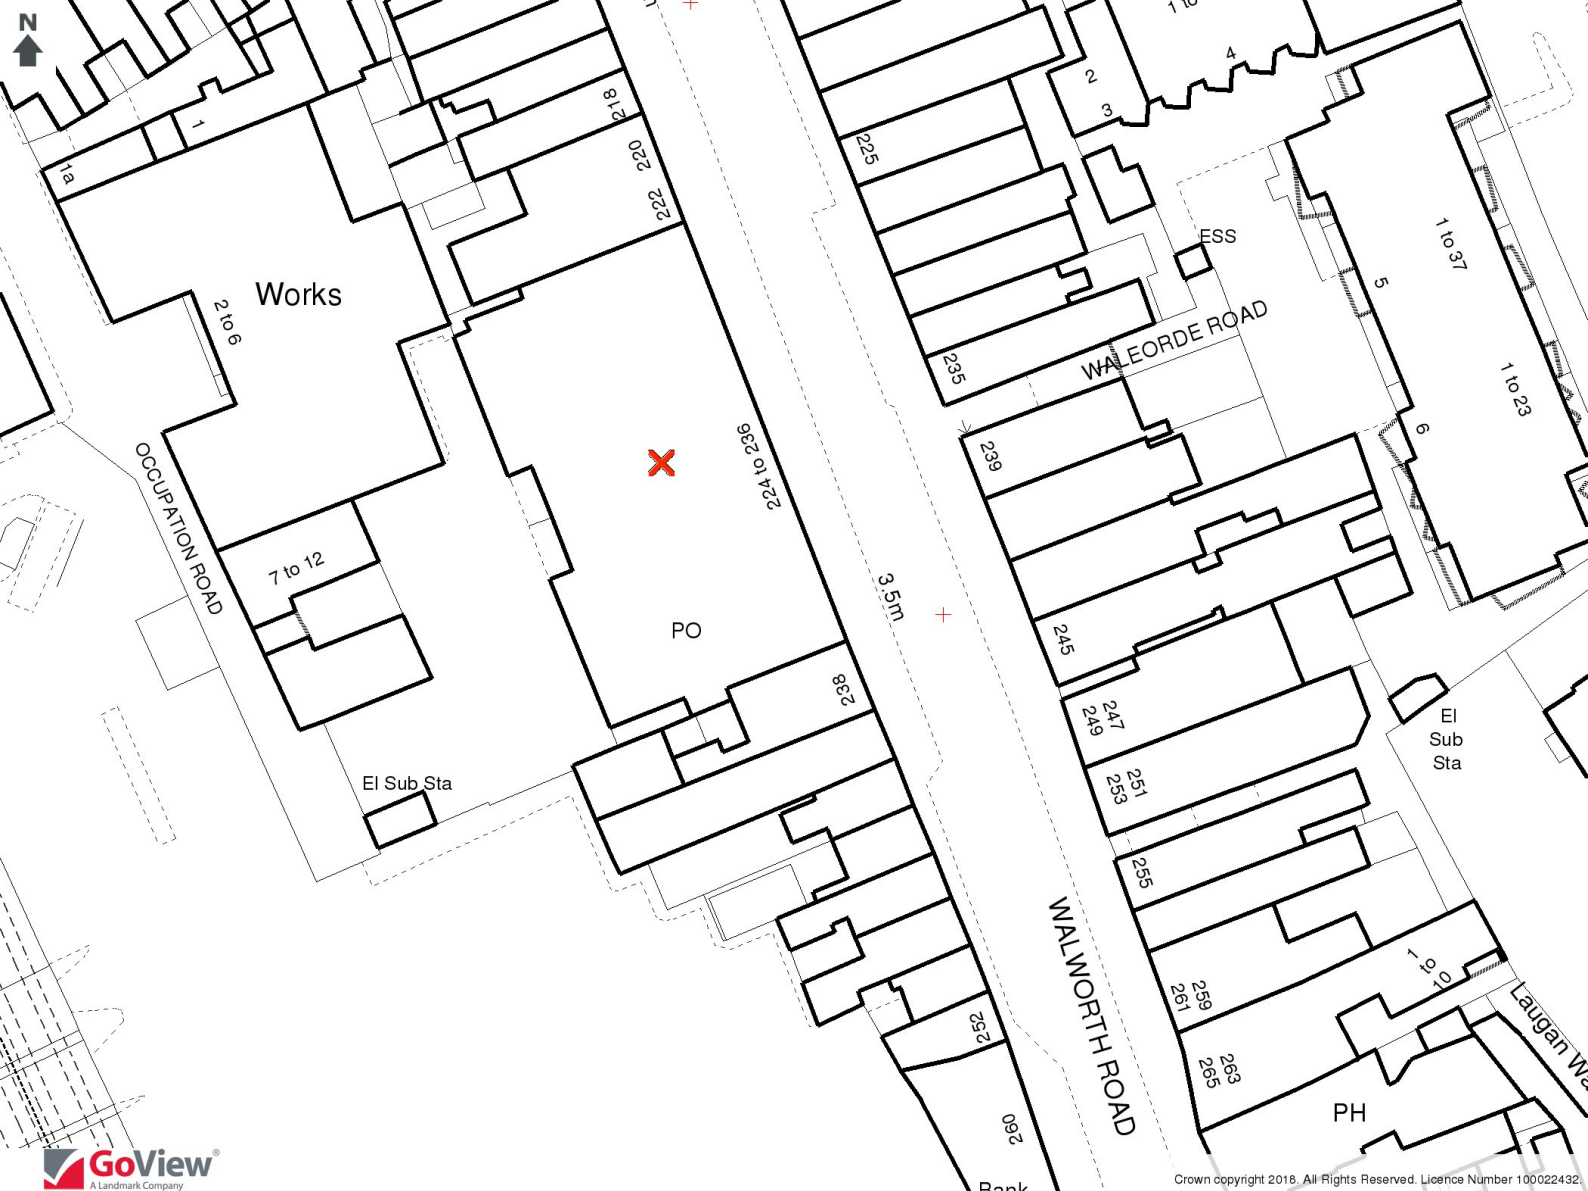 N
1 to
4
2
3
218
220
222
225
1
1a
ESS
1 to 37
5
Works
2 to 6
WALEORDE ROAD
235
1 to 23
6
239
224 to 236
OCCUPATION ROAD
7 to 12
3.5m
PO
245
238
247
249
El
Sub
Sta
El Sub Sta
251
253
255
WALWORTH ROAD
1
to
10
259
261
252
Laugan Wa
263
265
260
PH
GoView®
A Landmark Company
Crown copyright 2018. All Rights Reserved. Licence Number 100022432.
Bank